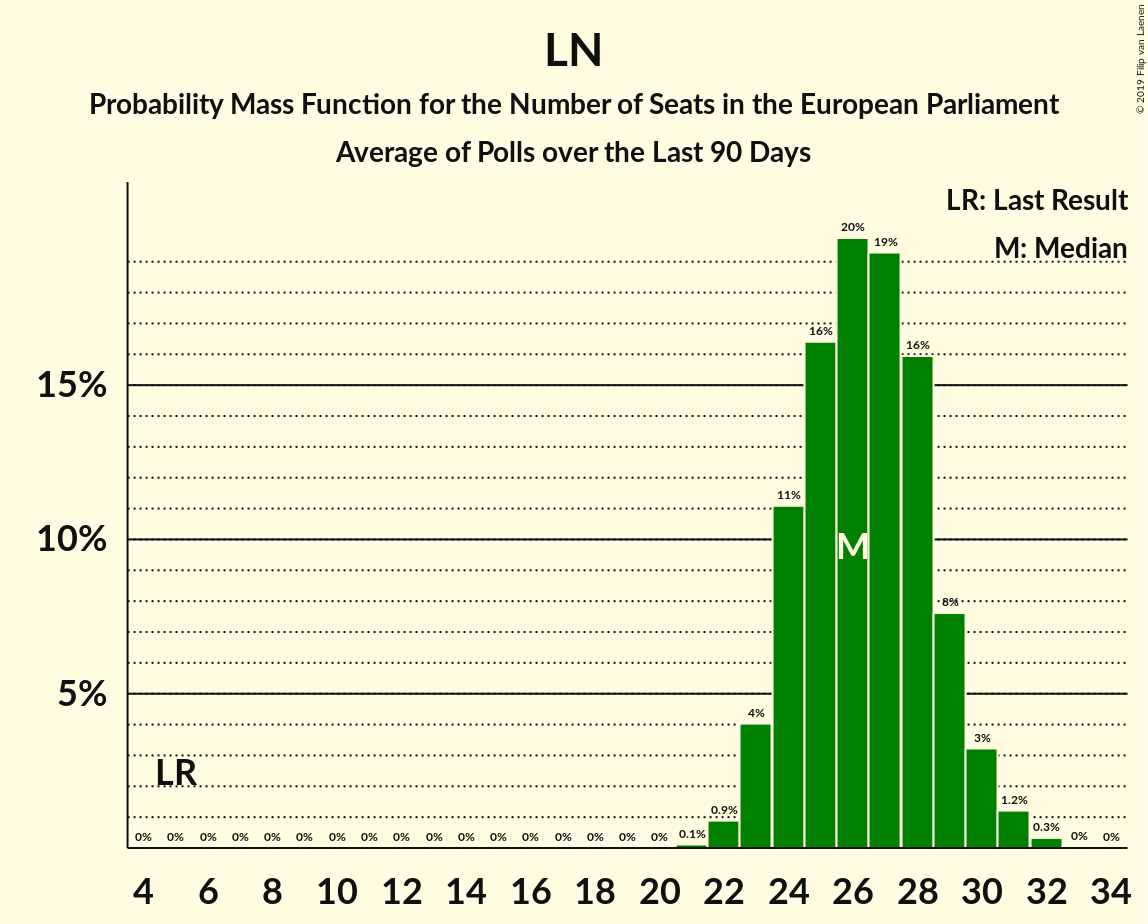 © 2019 Filip van Laenen
LN
Probability Mass Function for the Number of Seats in the European Parliament
Average of Polls over the Last 90 Days
LR: Last Result
M: Median
20%
19%
16%
16%
15%
11%
10%
M
8%
5%
4%
3%
LR
1.2%
0.9%
0.3%
0.1%
0% 0% 0% 0% 0% 0% 0% 0% 0% 0% 0% 0% 0% 0% 0% 0% 0% 0% 0%
4 6 8 10 12 14 16 18 20 22 24 26 28 30 32 34